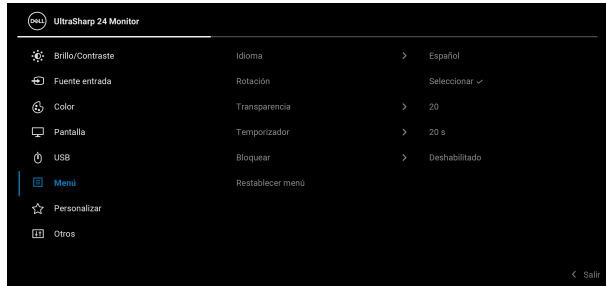 DELL UltraSharp 24 Monitor
Brillo/Contraste Idioma > Español
Fuente entrada Rotación Seleccionar ✓
Color Transparencia > 20
Pantalla Temporizador > 20 s
USB Bloquear > Deshabilitado
Menú Restablecer menú
Personalizar
Otros
< Salir